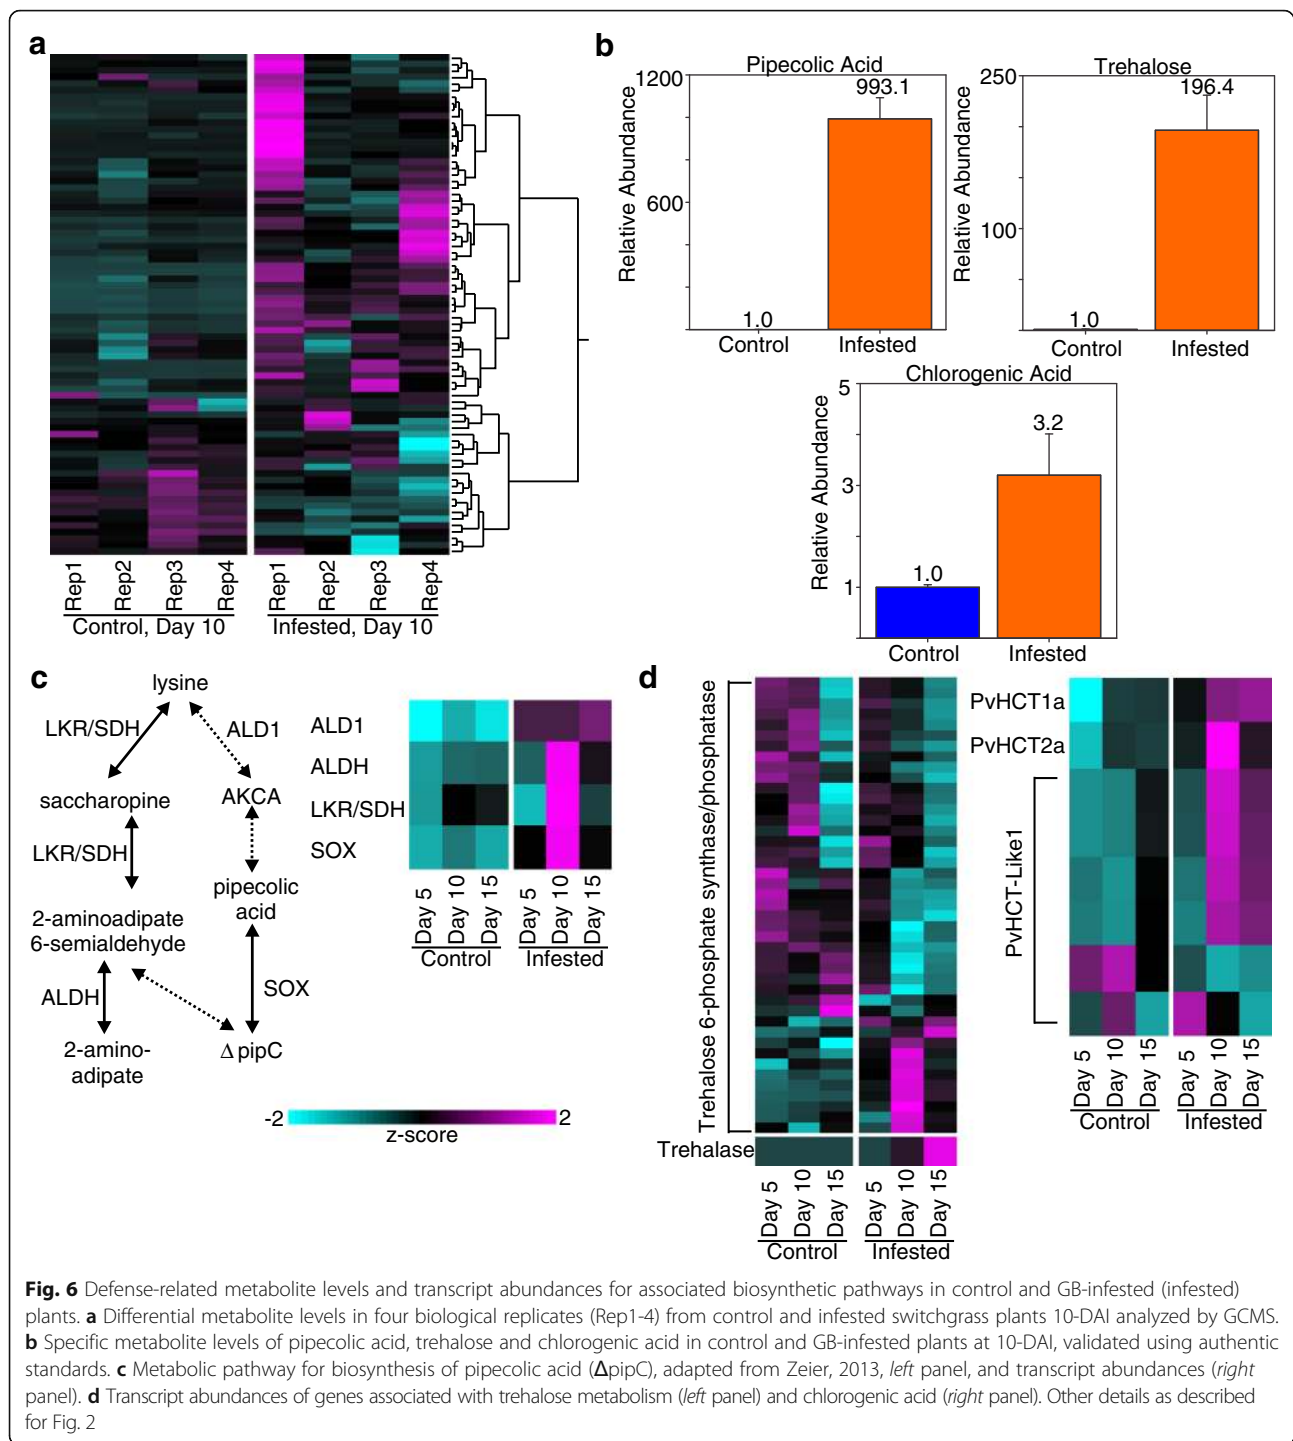 a
Rep1
Rep2
Rep3
Rep4
Rep1
Rep2
Rep3
Rep4
Control, Day 10
Infested, Day 10
b
Pipecolic Acid
Relative Abundance
1200
600
993.1
1.0
Control
Infested
Trehalose
Relative Abundance
250
100
196.4
1.0
Control
Infested
Chlorogenic Acid
Relative Abundance
5
3
1
3.2
1.0
Control
Infested
c
lysine
LKR/SDH
ALD1
saccharopine
AKCA
LKR/SDH
pipecolic
acid
2-aminoadipate
6-semialdehyde
ALDH
SOX
2-amino-
adipate
Δ pipC
ALD1
ALDH
LKR/SDH
SOX
Day 5
Day 10
Day 15
Day 5
Day 10
Day 15
Control
Infested
-2
2
z-score
d
Trehalose 6-phosphate synthase/phosphatase
Trehalase
Day 5
Day 10
Day 15
Day 5
Day 10
Day 15
Control
Infested
PvHCT1a
PvHCT2a
PvHCT-Like1
Day 5
Day 10
Day 15
Day 5
Day 10
Day 15
Control
Infested
Fig. 6 Defense-related metabolite levels and transcript abundances for associated biosynthetic pathways in control and GB-infested (infested)
plants. a Differential metabolite levels in four biological replicates (Rep1-4) from control and infested switchgrass plants 10-DAI analyzed by GCMS.
b Specific metabolite levels of pipecolic acid, trehalose and chlorogenic acid in control and GB-infested plants at 10-DAI, validated using authentic
standards. c Metabolic pathway for biosynthesis of pipecolic acid (ΔpipC), adapted from Zeier, 2013, left panel, and transcript abundances (right
panel). d Transcript abundances of genes associated with trehalose metabolism (left panel) and chlorogenic acid (right panel). Other details as described
for Fig. 2